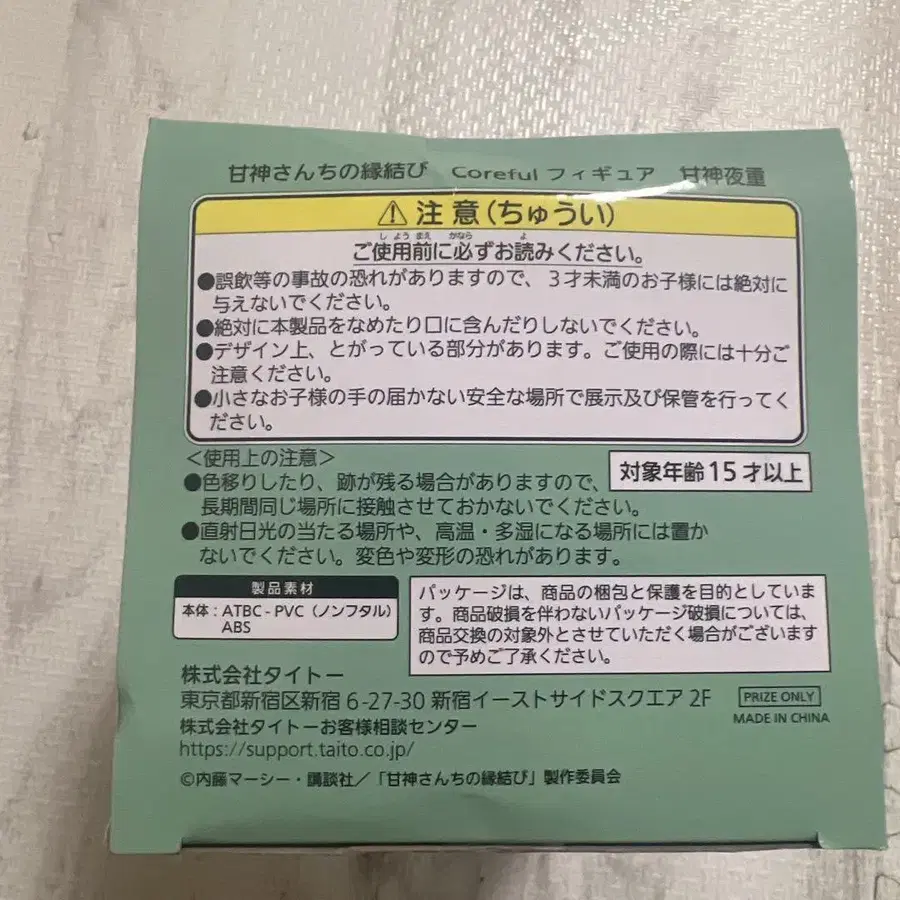 甘神さんちの縁結び Coreful フィギュア 甘神夜重
⚠ 注意(ちゅうい)
しようまえ かなら よ
ご使用前に必ずお読みください。
●誤飲等の事故の恐れがありますので、3才未満のお子様には絶対に
与えないでください。
●絶対に本製品をなめたり口に含んだりしないでください。
●デザイン上、とがっている部分があります。ご使用の際には十分ご
注意ください。
●小さなお子様の手の届かない安全な場所で展示及び保管を行ってく
ださい。
<使用上の注意>
対象年齢15才以上
●色移りしたり、跡が残る場合がありますので、
長期間同じ場所に接触させておかないでください。
●直射日光の当たる場所や、高温・多湿になる場所には置か
ないでください。変色や変形の恐れがあります。
製品素材
本体:ATBC-PVC(ノンフタル)
ABS
パッケージは、商品の梱包と保護を目的としていま
す。商品破損を伴わないパッケージ破損については、
商品交換の対象外とさせていただく場合がございます
ので予めご了承ください。
株式会社タイトー
東京都新宿区新宿 6-27-30 新宿イーストサイドスクエア 2F
株式会社タイトーお客様相談センター
https://support.taito.co.jp/
PRIZE ONLY
MADE IN CHINA
©内藤マーシー・講談社/「甘神さんちの縁結び」製作委員会